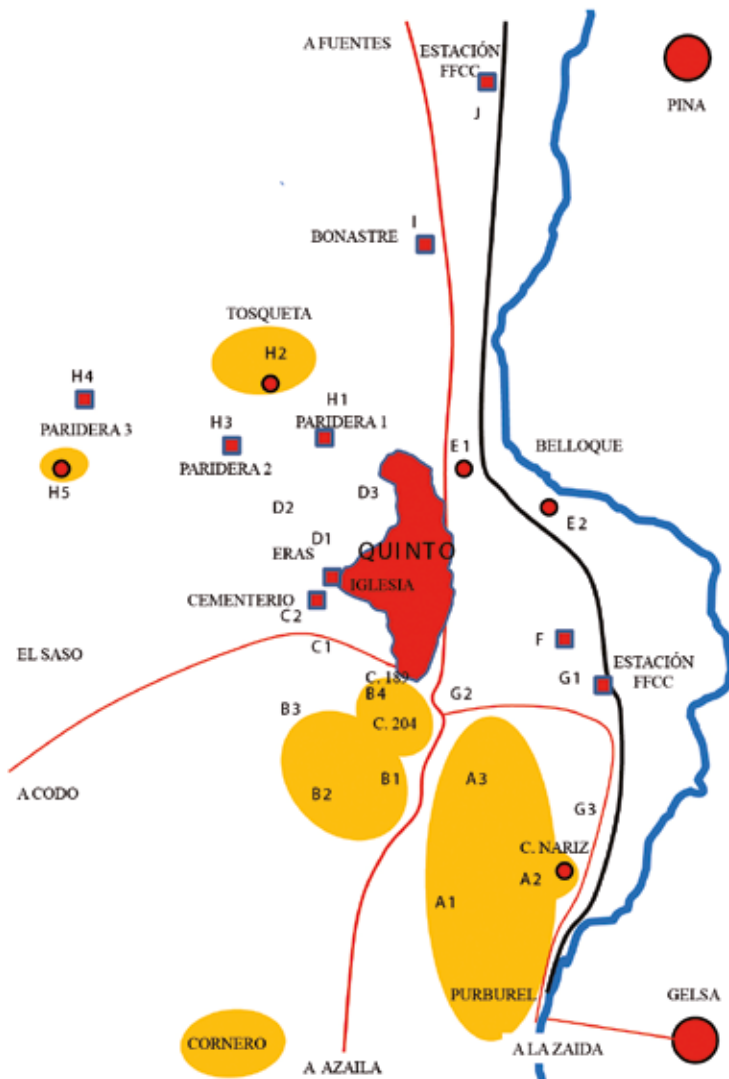 A FUENTES
ESTACIÓN
FFCC
J
PINA
I
BONASTRE
TOSQUETA
H2
H4
PARIDERA 3
H5
H3
PARIDERA 2
H1
PARIDERA 1
E1
BELLOQUE
E2
D3
D2
D1
QUINTO
ERAS
IGLESIA
CEMENTERIO
C2
C1
EL SASO
F
G1
ESTACIÓN
FFCC
C. 189
B4
G2
B3
C. 204
A CODO
B2
B1
A3
G3
C. NARIZ
A2
A1
PURBUREL
GELSA
CORNERO
A AZAILA
A LA ZAIDA